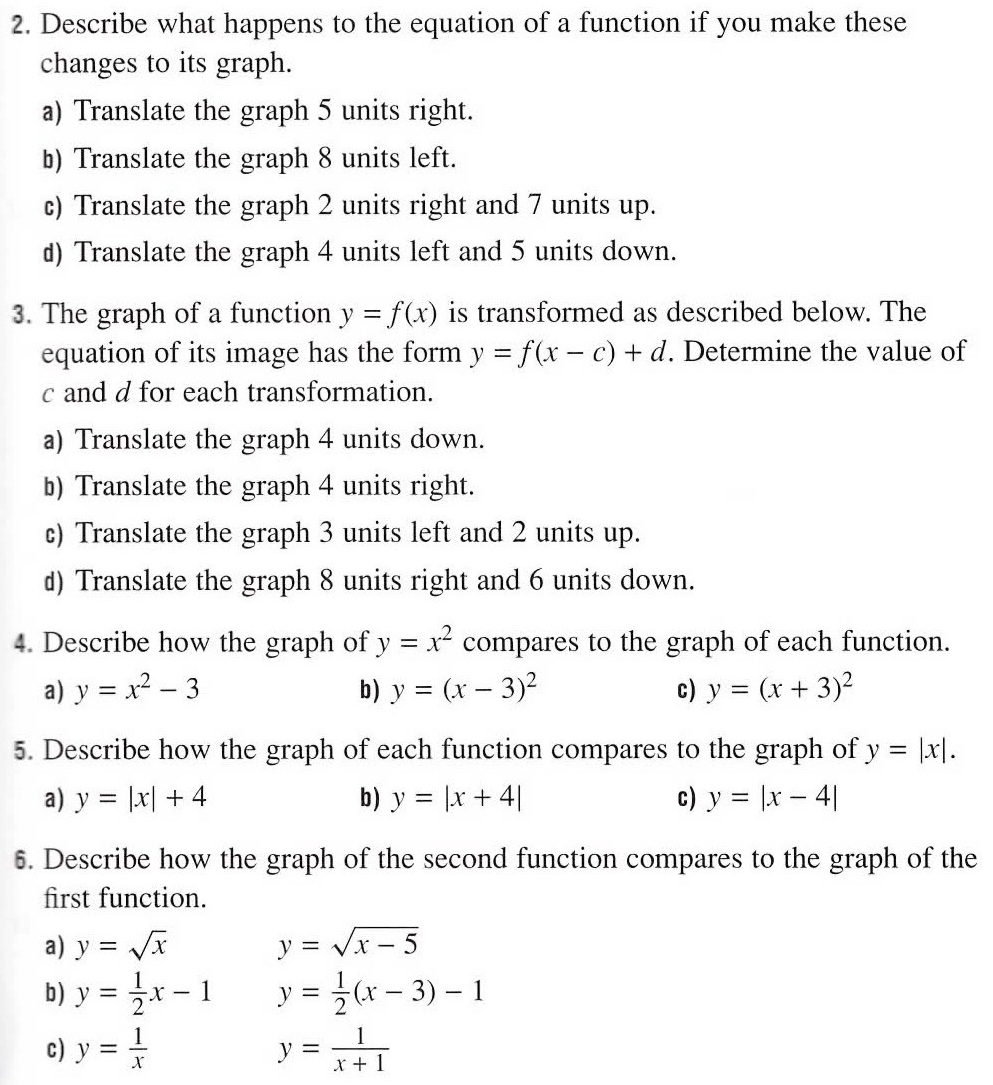 2. Describe what happens to the equation of a function if you make these
changes to its graph.
a) Translate the graph 5 units right.
b) Translate the graph 8 units left.
c) Translate the graph 2 units right and 7 units up.
d) Translate the graph 4 units left and 5 units down.
3. The graph of a function y = f(x) is transformed as described below. The
equation of its image has the form y = f(x − c) + d. Determine the value of
c and d for each transformation.
a) Translate the graph 4 units down.
b) Translate the graph 4 units right.
c) Translate the graph 3 units left and 2 units up.
d) Translate the graph 8 units right and 6 units down.
4. Describe how the graph of y = x² compares to the graph of each function.
a) y = x² − 3 b) y = (x − 3)² c) y = (x + 3)²
5. Describe how the graph of each function compares to the graph of y = |x|.
a) y = |x| + 4 b) y = |x + 4| c) y = |x − 4|
6. Describe how the graph of the second function compares to the graph of the
first function.
a) y = √x y = √(x − 5)
b) y = 1/2 x − 1 y = 1/2 (x − 3) − 1
c) y = 1/x y = 1/(x + 1)